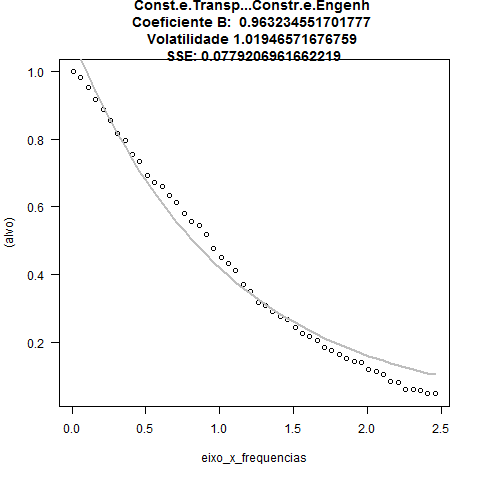 Const.e.Transp...Constr.e.Engenh
Coeficiente B:  0.963234551701777
Volatilidade 1.01946571676759
SSE: 0.0779206961662219
(alvo)
1.0
0.8
0.6
0.4
0.2
0.0 0.5 1.0 1.5 2.0 2.5
eixo_x_frequencias